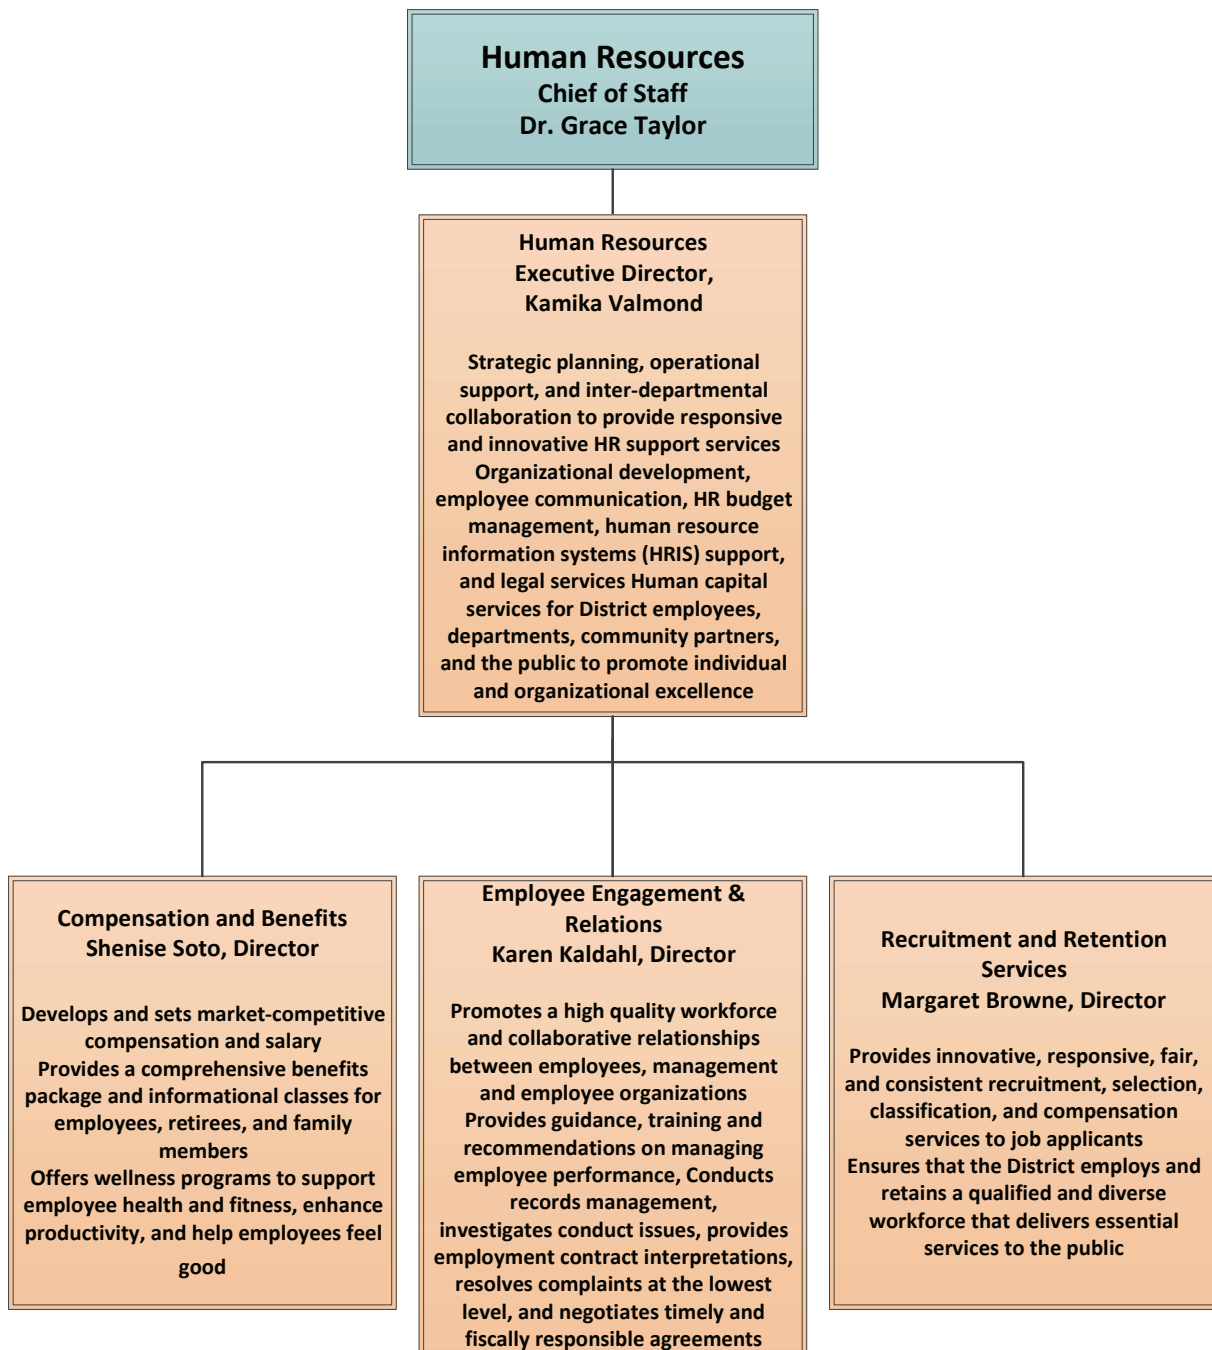 Human Resources
Chief of Staff
Dr. Grace Taylor
Human Resources
Executive Director,
Kamika Valmond
Strategic planning, operational
support, and inter-departmental
collaboration to provide responsive
and innovative HR support services
Organizational development,
employee communication, HR budget
management, human resource
information systems (HRIS) support,
and legal services Human capital
services for District employees,
departments, community partners,
and the public to promote individual
and organizational excellence
Compensation and Benefits
Shenise Soto, Director
Develops and sets market-competitive
compensation and salary
Provides a comprehensive benefits
package and informational classes for
employees, retirees, and family
members
Offers wellness programs to support
employee health and fitness, enhance
productivity, and help employees feel
good
Employee Engagement &
Relations
Karen Kaldahl, Director
Promotes a high quality workforce
and collaborative relationships
between employees, management
and employee organizations
Provides guidance, training and
recommendations on managing
employee performance, Conducts
records management,
investigates conduct issues, provides
employment contract interpretations,
resolves complaints at the lowest
level, and negotiates timely and
fiscally responsible agreements
Recruitment and Retention
Services
Margaret Browne, Director
Provides innovative, responsive, fair,
and consistent recruitment, selection,
classification, and compensation
services to job applicants
Ensures that the District employs and
retains a qualified and diverse
workforce that delivers essential
services to the public